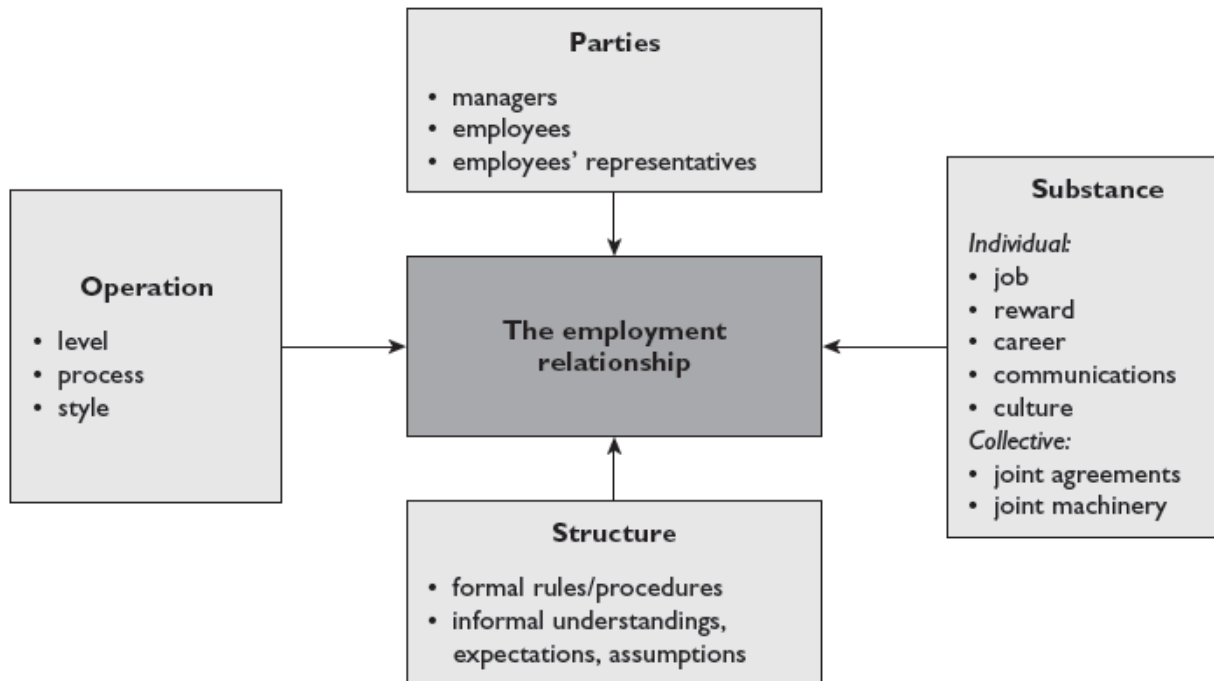 Parties
• managers
• employees
• employees' representatives
Operation
• level
• process
• style
The employment
relationship
Substance
Individual:
• job
• reward
• career
• communications
• culture
Collective:
• joint agreements
• joint machinery
Structure
• formal rules/procedures
• informal understandings,
expectations, assumptions